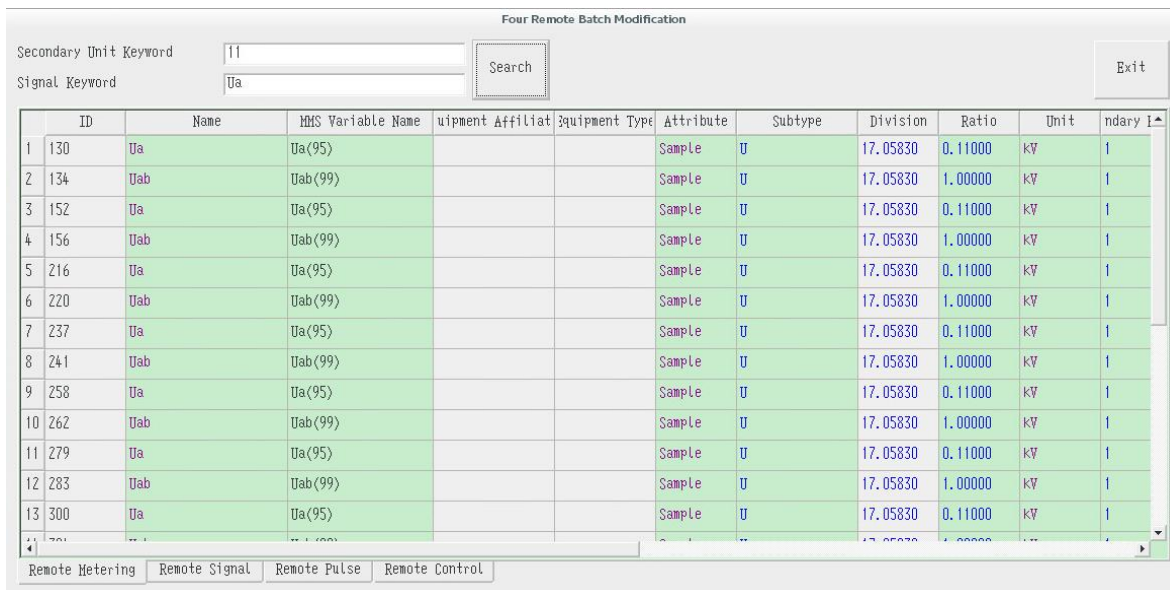 Four Remote Batch Modification
Secondary Unit Keyword 11
Search
Exit
Signal Keyword Ua
ID Name MMS Variable Name uipment Affiliat Equipment Type Attribute Subtype Division Ratio Unit ndary
1 130 Ua Ua(95) Sample U 17.05830 0.11000 kV 1
2 134 Uab Uab(99) Sample U 17.05830 1.00000 kV 1
3 152 Ua Ua(95) Sample U 17.05830 0.11000 kV 1
4 156 Uab Uab(99) Sample U 17.05830 1.00000 kV 1
5 216 Ua Ua(95) Sample U 17.05830 0.11000 kV 1
6 220 Uab Uab(99) Sample U 17.05830 1.00000 kV 1
7 237 Ua Ua(95) Sample U 17.05830 0.11000 kV 1
8 241 Uab Uab(99) Sample U 17.05830 1.00000 kV 1
9 258 Ua Ua(95) Sample U 17.05830 0.11000 kV 1
10 262 Uab Uab(99) Sample U 17.05830 1.00000 kV 1
11 279 Ua Ua(95) Sample U 17.05830 0.11000 kV 1
12 283 Uab Uab(99) Sample U 17.05830 1.00000 kV 1
13 300 Ua Ua(95) Sample U 17.05830 0.11000 kV 1
Remote Metering Remote Signal Remote Pulse Remote Control